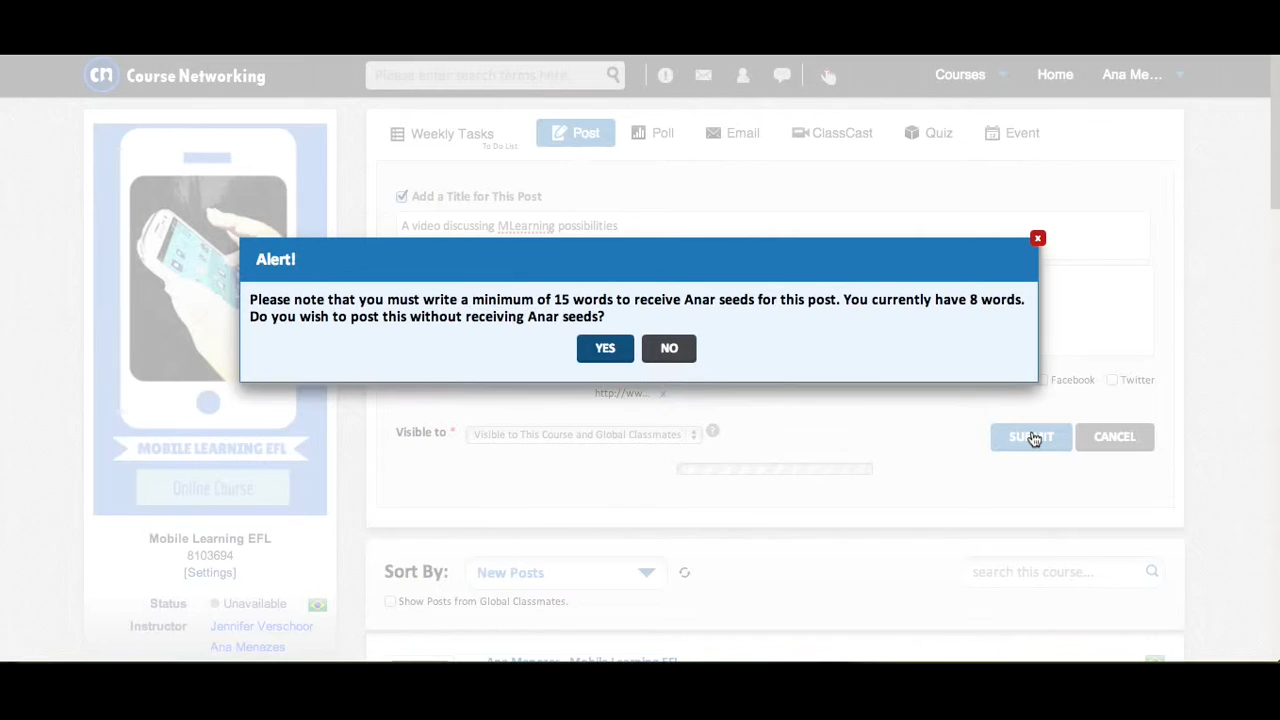 cn Course Networking
Please enter search terms here.
Courses
Home
Ana Me...
Weekly Tasks
To Do List
Post
Poll
Email
ClassCast
Quiz
Event
Add a Title for This Post
A video discussing MLearning possibilities
x
Alert!
Please note that you must write a minimum of 15 words to receive Anar seeds for this post. You currently have 8 words.
Do you wish to post this without receiving Anar seeds?
YES
NO
Facebook
Twitter
http://ww... x
Visible to *
Visible to This Course and Global Classmates
?
SUBMIT
CANCEL
MOBILE LEARNING EFL
Online Course
Mobile Learning EFL
8103694
[Settings]
Status
Unavailable
Instructor
Jennifer Verschoor
Ana Menezes
Sort By:
New Posts
search this course...
Show Posts from Global Classmates.